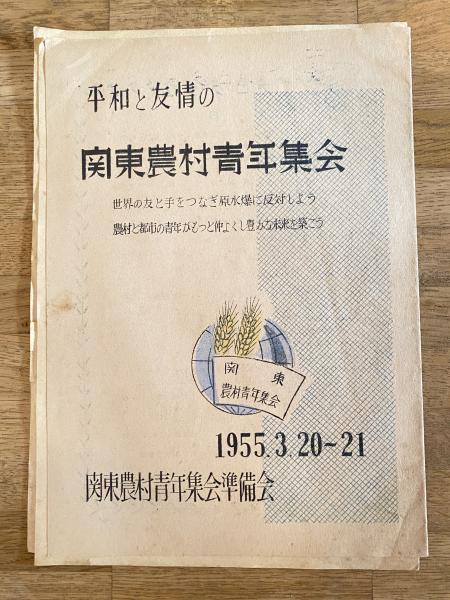 平和と友情の
関東農村青年集会
世界の友と手をつなぎ原水爆に反対しよう
農村と都市の青年がもっと仲よくし豊かな未来を築こう
関東
農村青年集会
1955.3.20~21
関東農村青年集会準備会